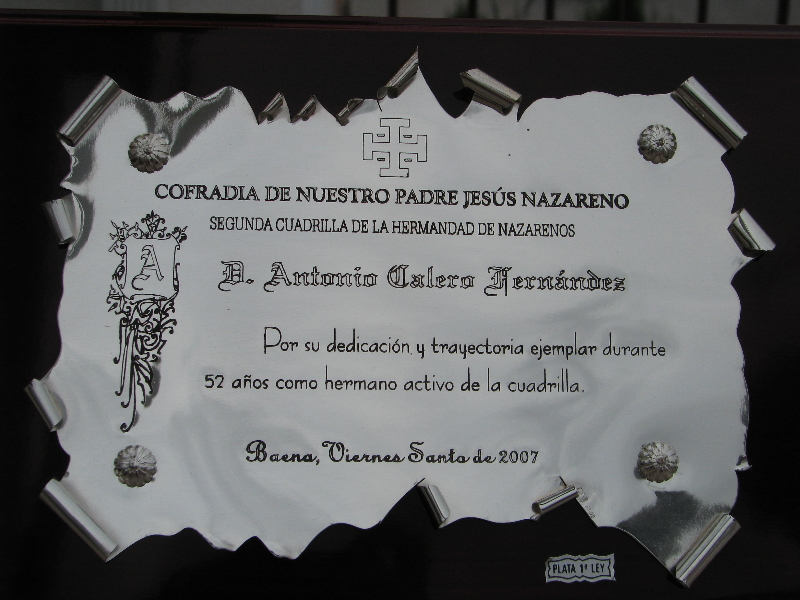 COFRADIA DE NUESTRO PADRE JESÚS NAZARENO
SEGUNDA CUADRILLA DE LA HERMANDAD DE NAZARENOS
A
D. Antonio Calero Fernández
Por su dedicación y trayectoria ejemplar durante
52 años como hermano activo de la cuadrilla.
Baena, Viernes Santo de 2007
PLATA 1ª LEY